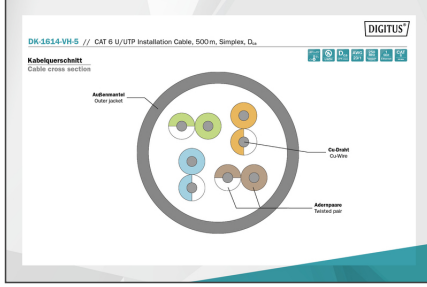 DIGITUS®
DK-1614-VH-5 // CAT 6 U/UTP Installation Cable, 500 m, Simplex, Dca
Kabelquerschnitt
Cable cross section
Außenmantel
Outer jacket
Cu-Draht
Cu-Wire
Adernpaare
Twisted pair